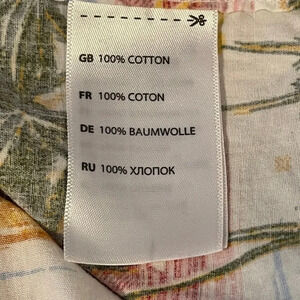 GB 100% COTTON
FR 100% COTON
DE 100% BAUMWOLLE
RU 100% ХЛОПОК